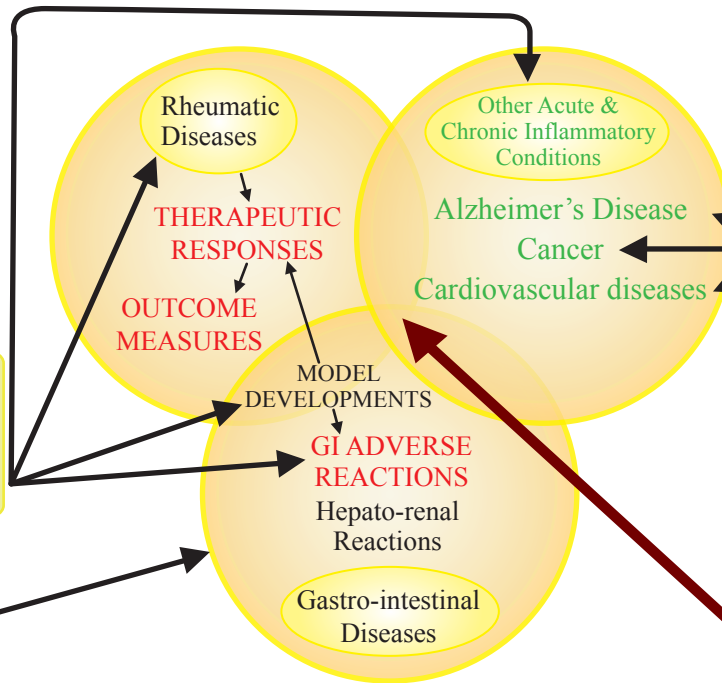 Rheumatic
Diseases
THERAPEUTIC
RESPONSES
OUTCOME
MEASURES
Other Acute &
Chronic Inflammatory
Conditions
Alzheimer’s Disease
Cancer
Cardiovascular diseases
MODEL
DEVELOPMENTS
GI ADVERSE
REACTIONS
Hepato-renal
Reactions
Gastro-intestinal
Diseases